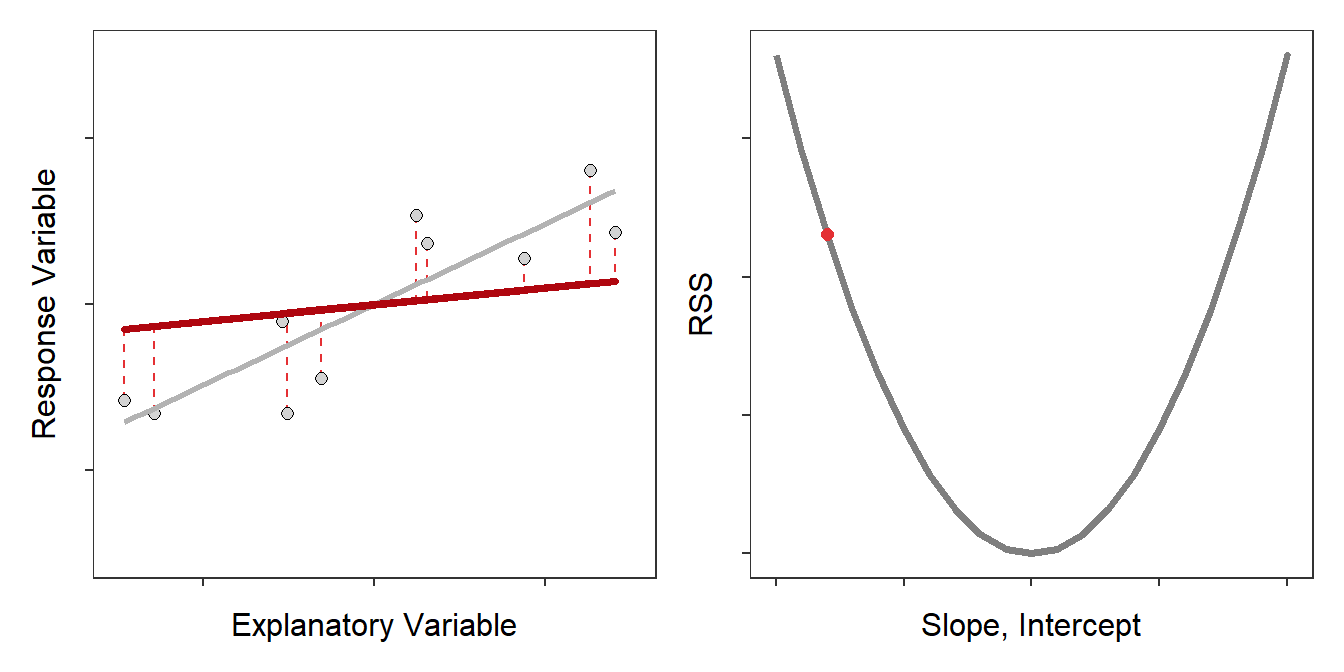 Response Variable
Explanatory Variable
RSS
Slope, Intercept